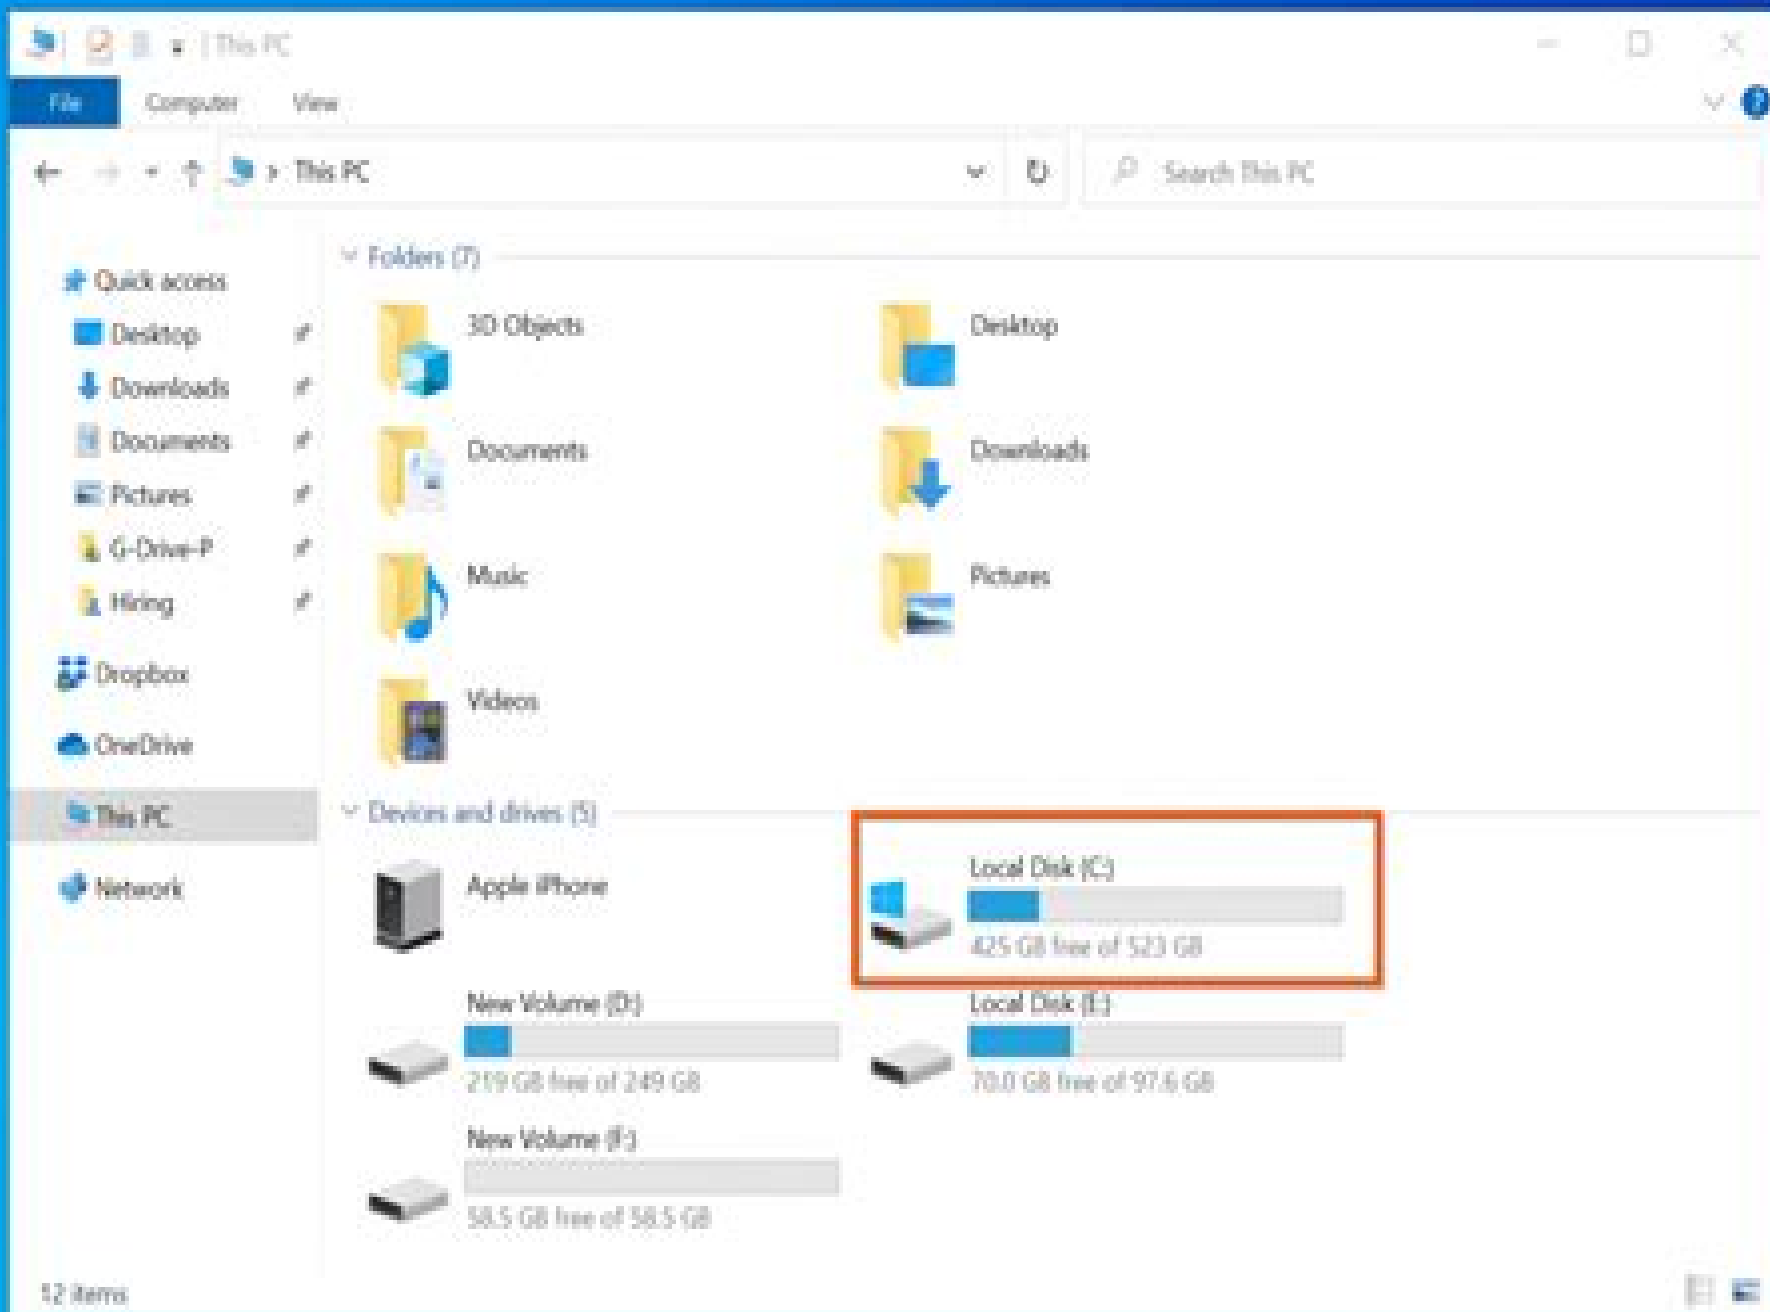 This PC
File Computer View
This PC
Search This PC
Quick access
Desktop
Downloads
Documents
Pictures
G-Drive-P
Hiring
Dropbox
OneDrive
This PC
Network
Folders (7)
3D Objects
Desktop
Documents
Downloads
Music
Pictures
Videos
Devices and drives (5)
Apple iPhone
Local Disk (C:)
425 GB free of 523 GB
New Volume (D:)
219 GB free of 249 GB
Local Disk (E:)
70.0 GB free of 97.6 GB
New Volume (F:)
58.5 GB free of 58.5 GB
12 items